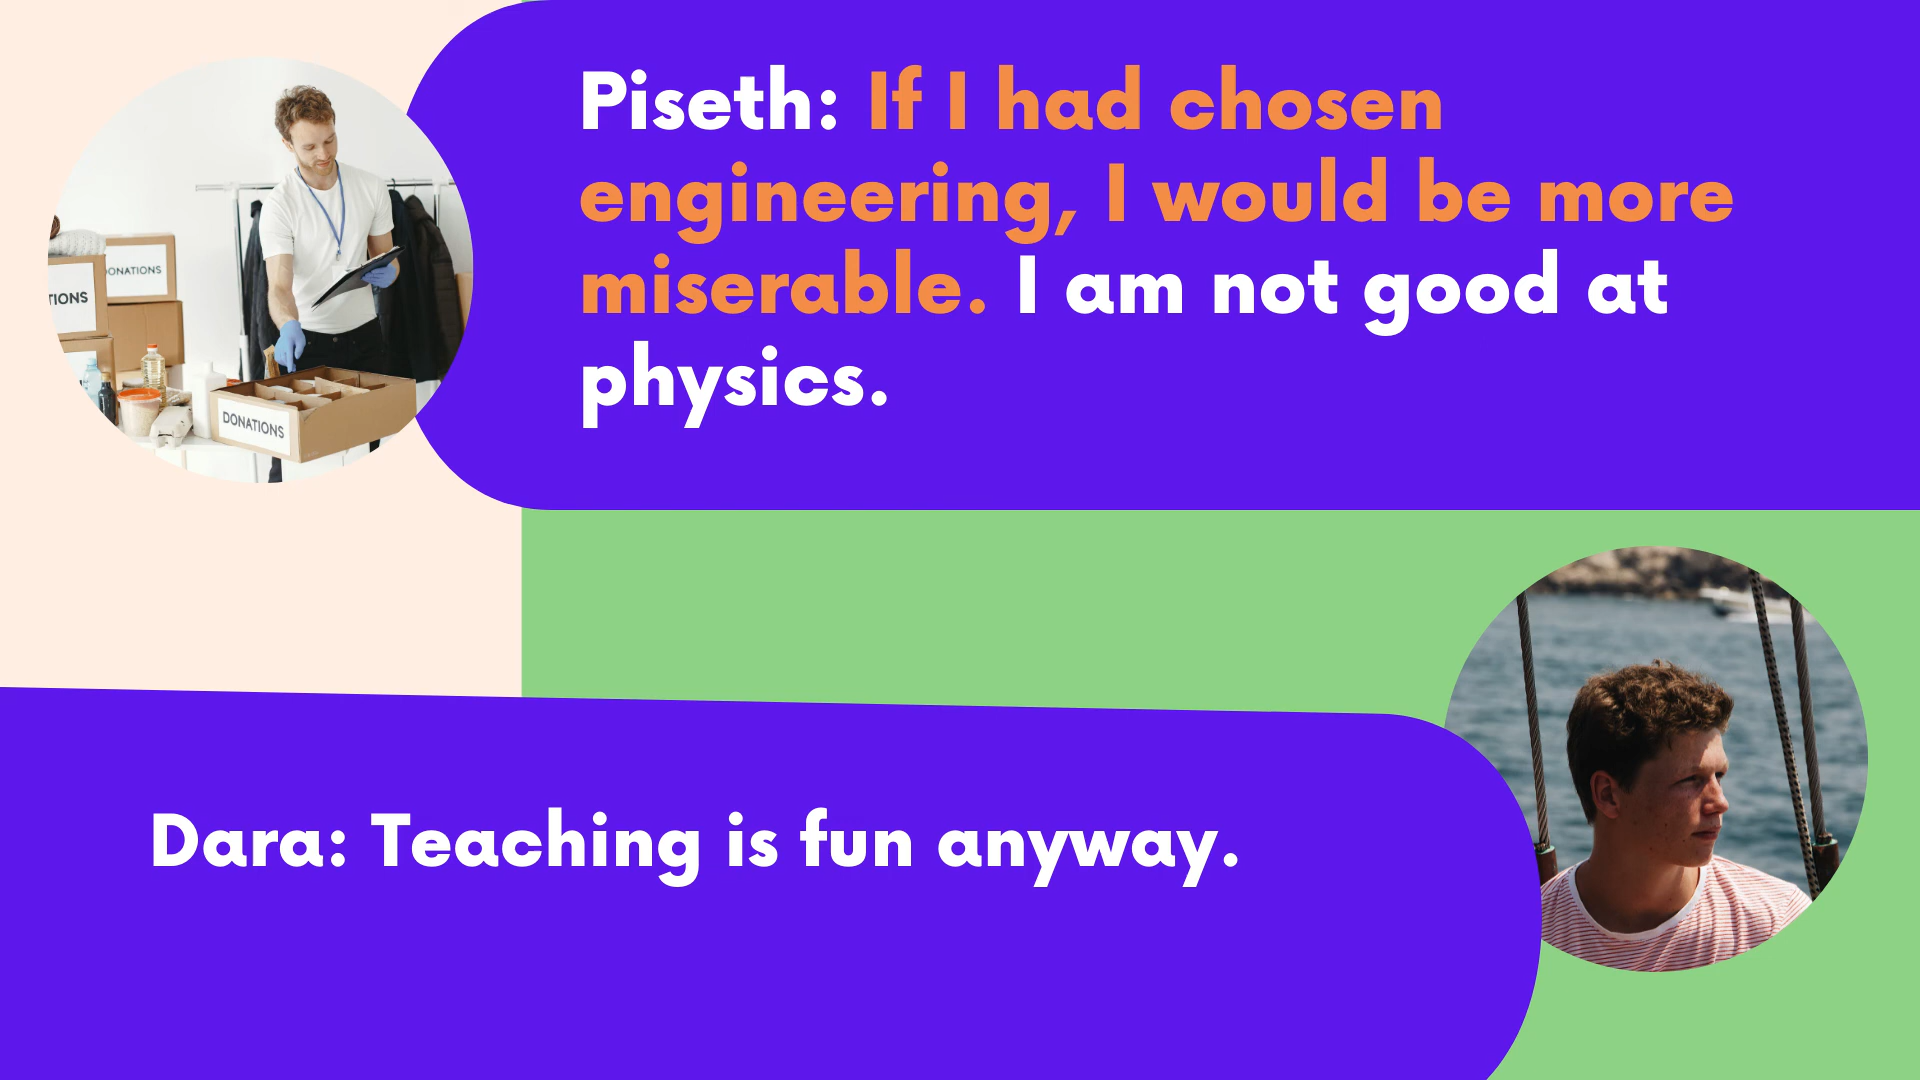 Piseth: If I had chosen
engineering, I would be more
miserable. I am not good at
physics.
DONATIONS
TIONS
DONATIONS
Dara: Teaching is fun anyway.